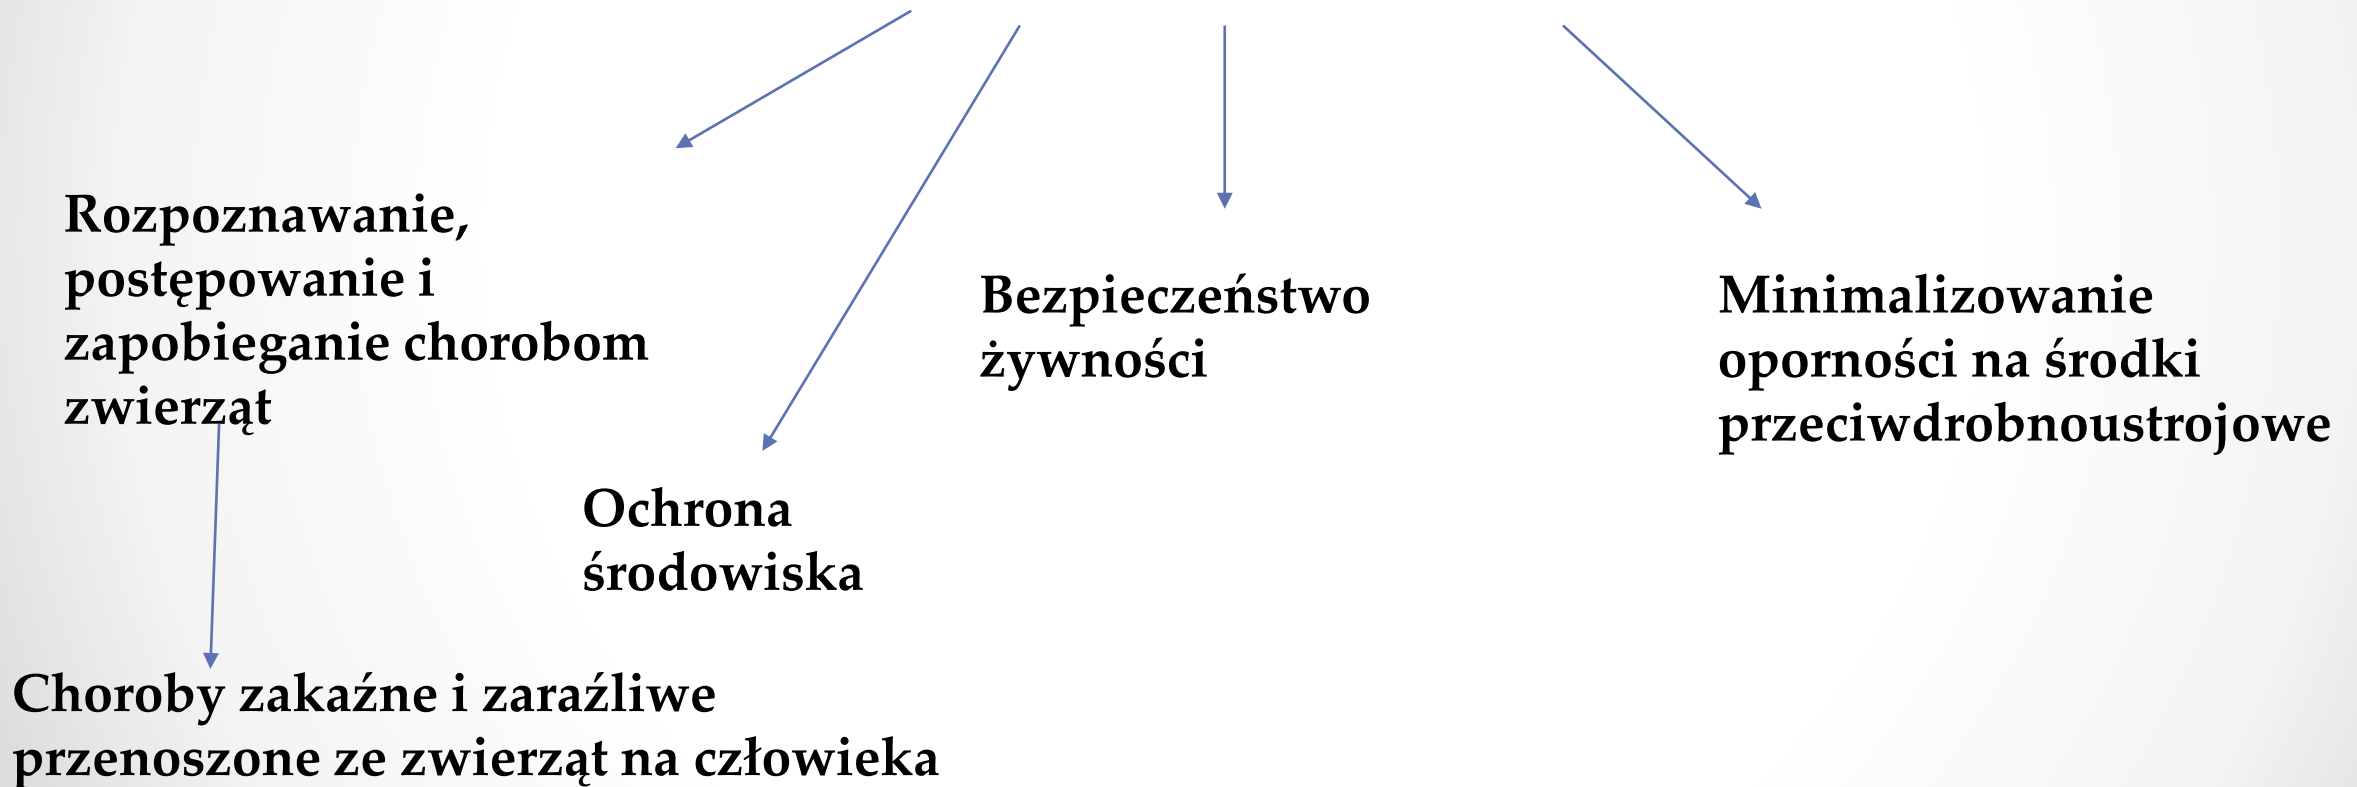 Rozpoznawanie,
postępowanie i
zapobieganie chorobom
zwierząt
Bezpieczeństwo
żywności
Minimalizowanie
oporności na środki
przeciwdrobnoustrojowe
Ochrona
środowiska
Choroby zakaźne i zaraźliwe
przenoszone ze zwierząt na człowieka